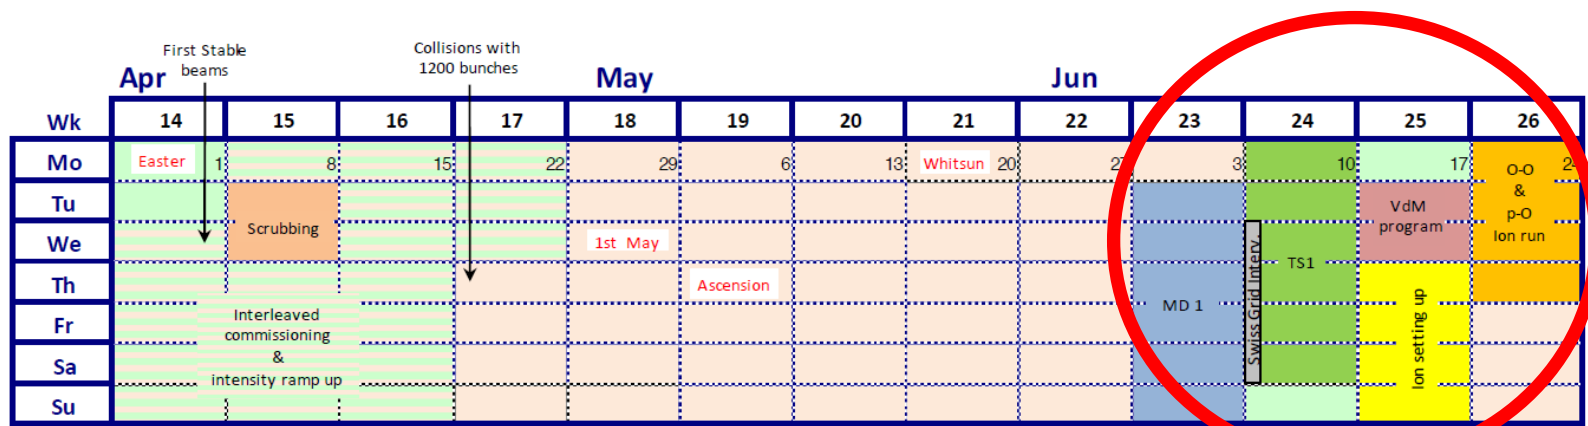 First Stable
beams
Collisions with
1200 bunches
Apr May Jun
Wk 14 15 16 17 18 19 20 21 22 23 24 25 26
Mo Easter 1 8 15 22 29 6 13 Whitsun 20 27 3 10 17 24
Tu
We
Th
Fr
Sa
Su
Scrubbing
1st May
Ascension
Interleaved
commissioning
&
intensity ramp up
MD 1
Swiss Grid Interv.
TS1
VdM
program
Ion setting up
O-O
&
p-O
Ion run